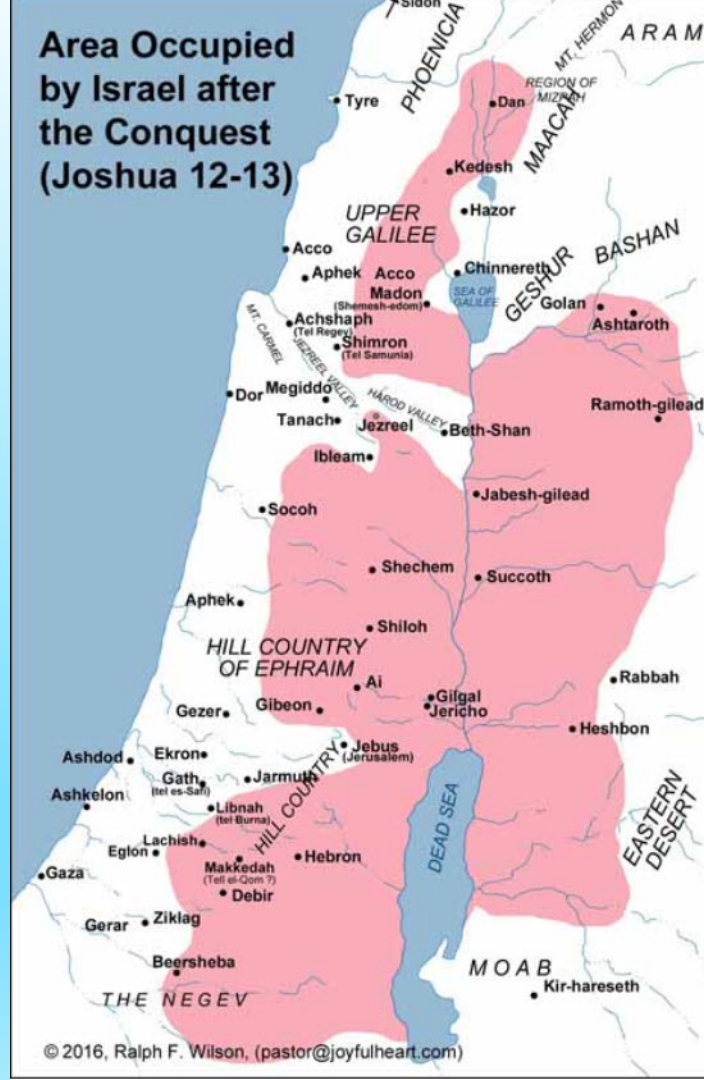 Area Occupied
by Israel after
the Conquest
(Joshua 12-13)
Sidon
PHOENICIA
MT. HERMON
ARAM
Tyre
Dan
REGION OF
MIZPAH
MAACAH
Kedesh
Hazor
UPPER
GALILEE
Acco
Aphek
Acco
Chinnereth
BASHAN
GESHUR
Madon
(Shemesh-edom)
SEA OF
GALILEE
Golan
Ashtaroth
Achshaph
(Tel Regev)
MT. CARMEL
JEZREEL VALLEY
Shimron
(Tel Samunia)
Dor
Megiddo
HAROD VALLEY
Ramoth-gilead
Tanach
Jezreel
Beth-Shan
Ibleam
Jabesh-gilead
Socoh
Shechem
Succoth
Aphek
Shiloh
HILL COUNTRY
OF EPHRAIM
Ai
Rabbah
Gilgal
Jericho
Gezer
Gibeon
Heshbon
Jebus
(Jerusalem)
Ashdod
Ekron
Gath
(tel es-Safi)
Jarmuth
HILL COUNTRY
DEAD SEA
EASTERN
DESERT
Ashkelon
Libnah
(tel Burna)
Lachish
Eglon
Hebron
Makkedah
(Tell el-Qom ?)
Gaza
Debir
Gerar
Ziklag
Beersheba
MOAB
THE NEGEV
Kir-hareseth
© 2016, Ralph F. Wilson, (pastor@joyfulheart.com)